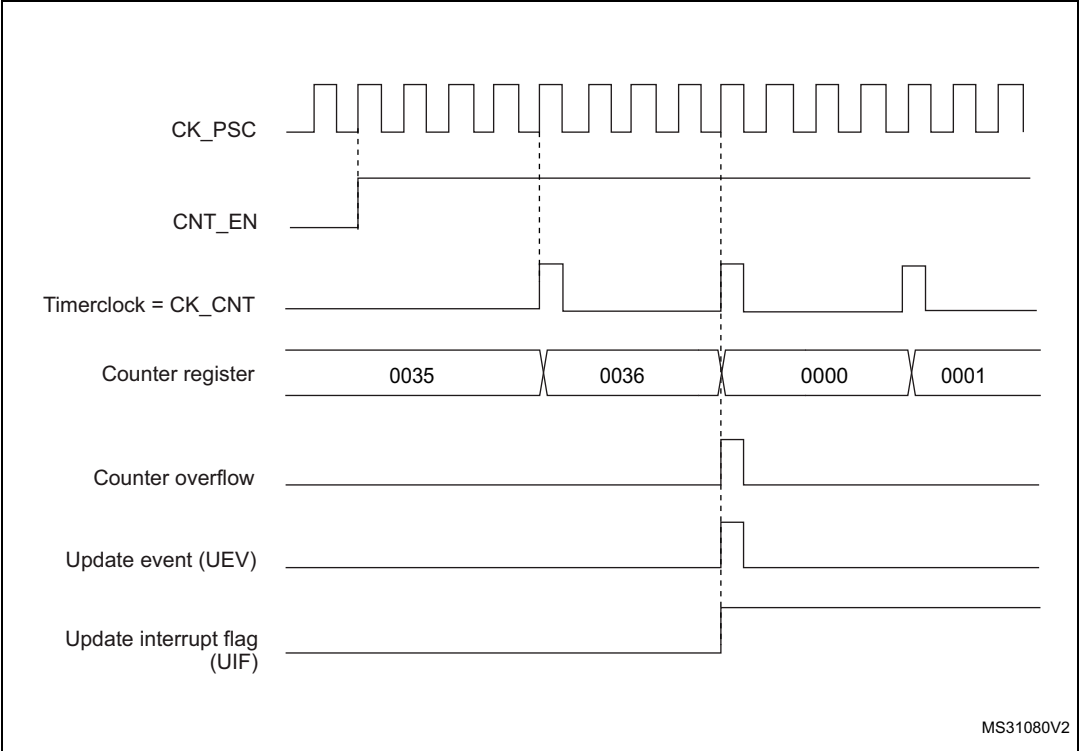 CK_PSC
CNT_EN
Timerclock = CK_CNT
Counter register
0035
0036
0000
0001
Counter overflow
Update event (UEV)
Update interrupt flag
(UIF)
MS31080V2